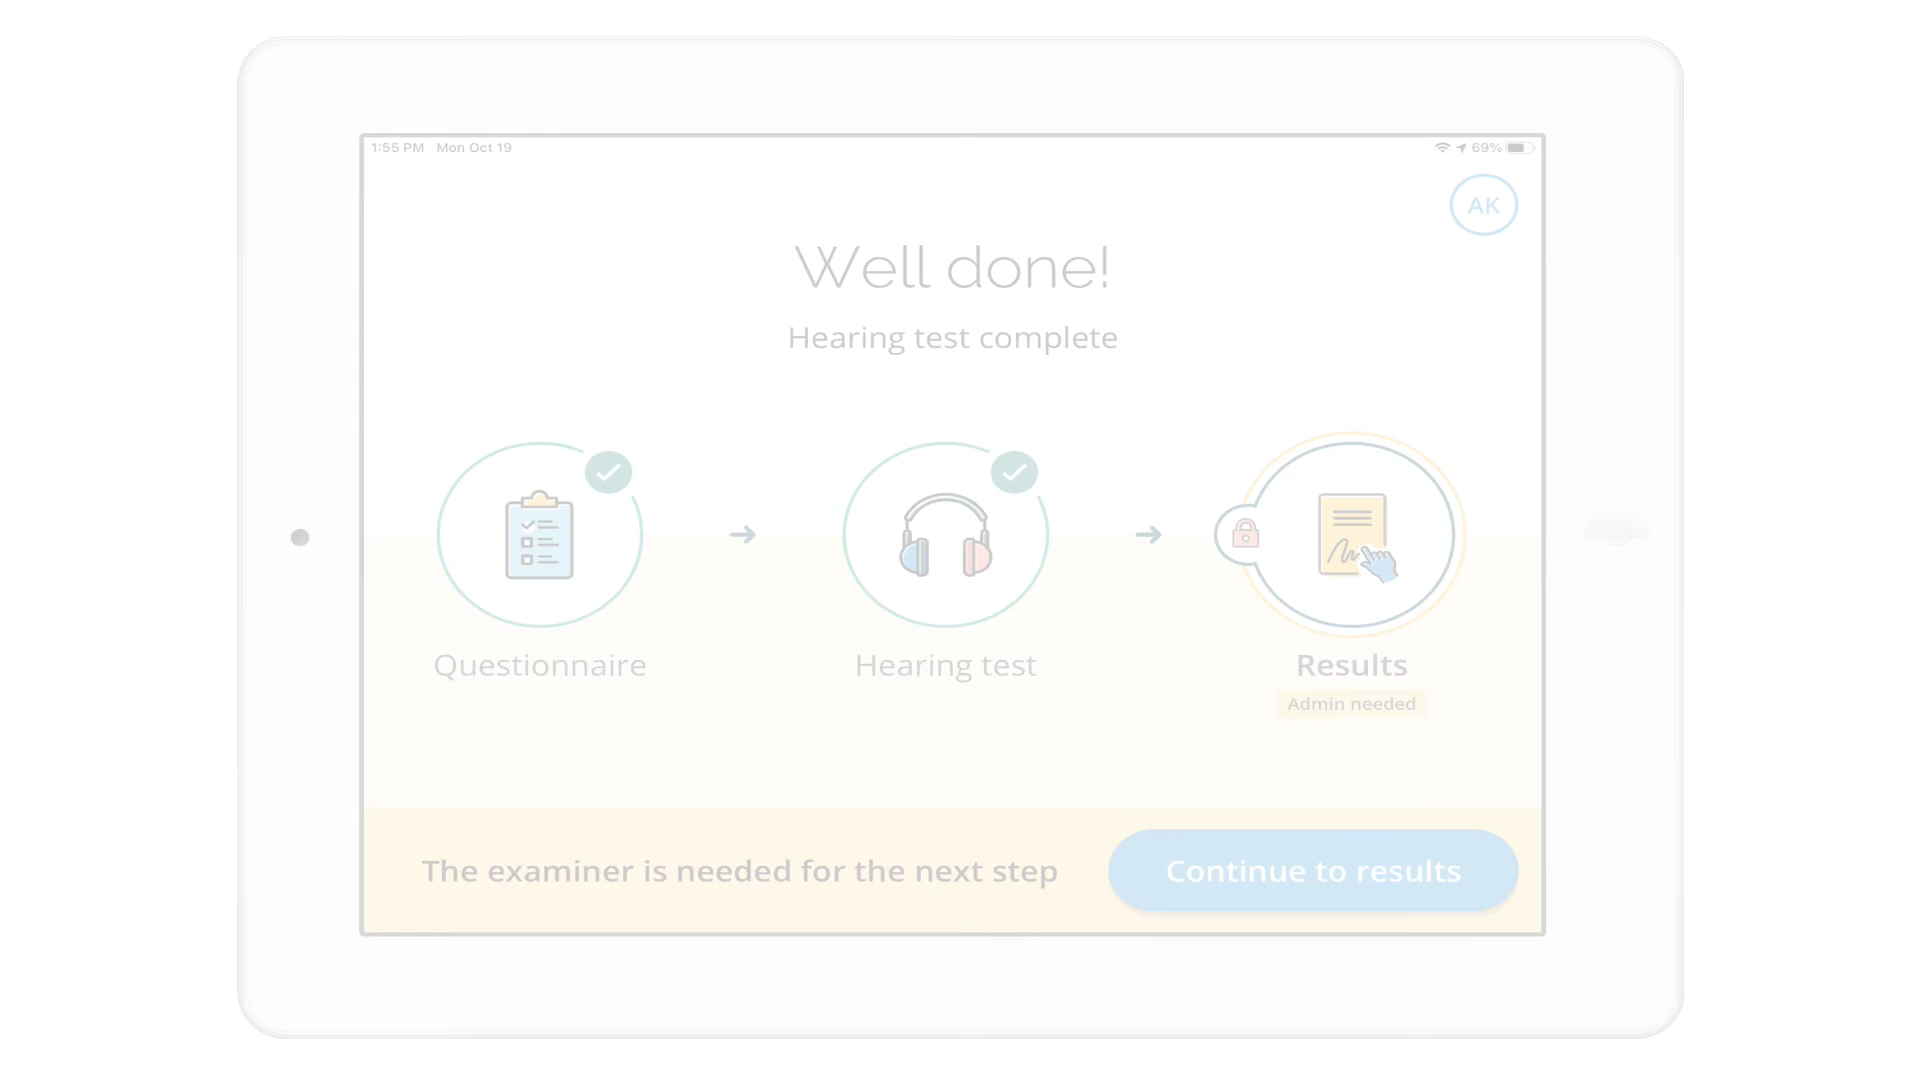 1:55 PM Mon Oct 19
69%
AK
Well done!
Hearing test complete
Questionnaire
Hearing test
Results
Admin needed
The examiner is needed for the next step
Continue to results